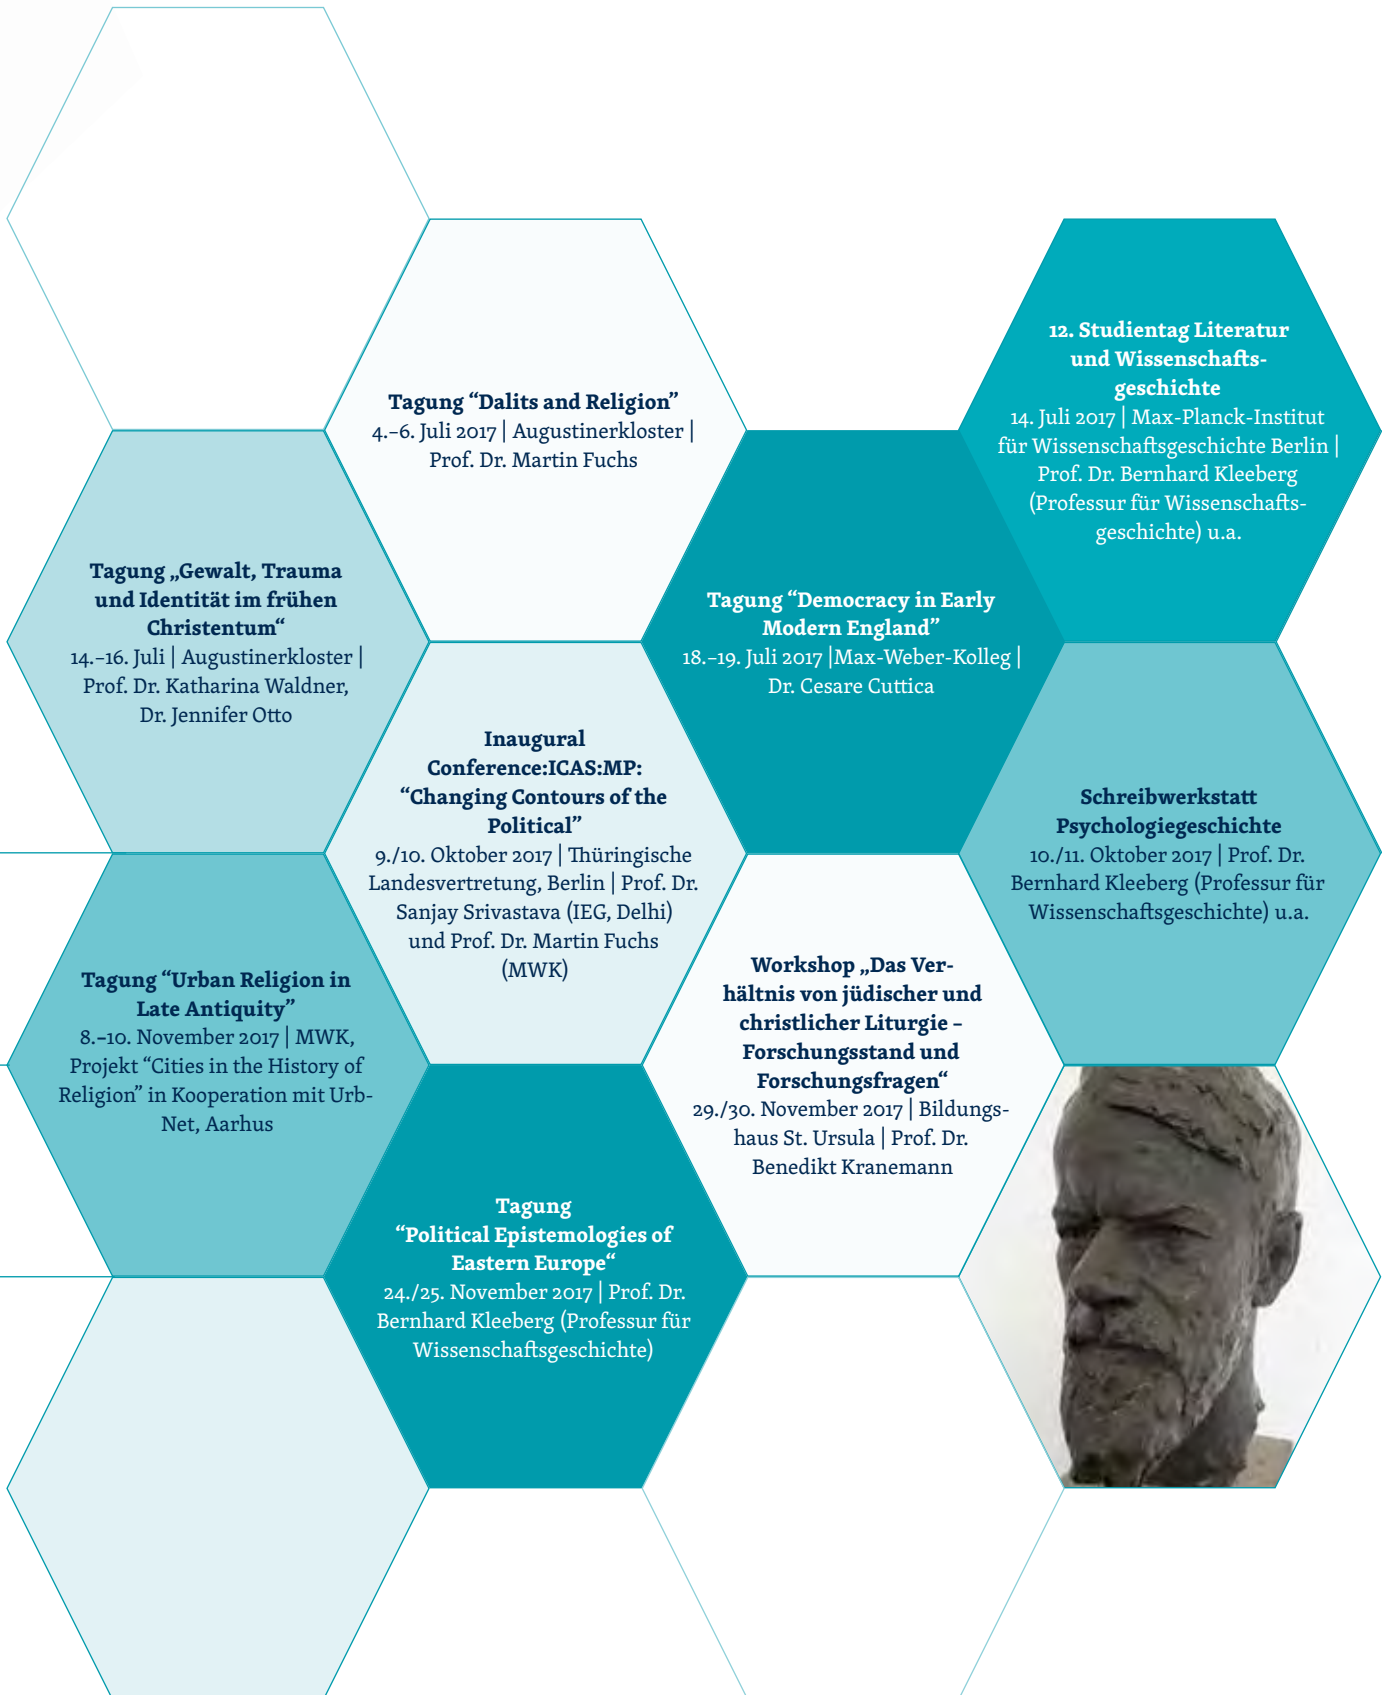 Tagung “Dalits and Religion”
4.–6. Juli 2017 | Augustinerkloster |
Prof. Dr. Martin Fuchs
12. Studientag Literatur
und Wissenschafts-
geschichte
14. Juli 2017 | Max-Planck-Institut
für Wissenschaftsgeschichte Berlin |
Prof. Dr. Bernhard Kleeberg
(Professur für Wissenschafts-
geschichte) u.a.
Tagung „Gewalt, Trauma
und Identität im frühen
Christentum“
14.–16. Juli | Augustinerkloster |
Prof. Dr. Katharina Waldner,
Dr. Jennifer Otto
Tagung “Democracy in Early
Modern England”
18.–19. Juli 2017 |Max-Weber-Kolleg |
Dr. Cesare Cuttica
Inaugural
Conference:ICAS:MP:
“Changing Contours of the
Political”
9./10. Oktober 2017 | Thüringische
Landesvertretung, Berlin | Prof. Dr.
Sanjay Srivastava (IEG, Delhi)
und Prof. Dr. Martin Fuchs
(MWK)
Schreibwerkstatt
Psychologiegeschichte
10./11. Oktober 2017 | Prof. Dr.
Bernhard Kleeberg (Professur für
Wissenschaftsgeschichte) u.a.
Tagung “Urban Religion in
Late Antiquity”
8.–10. November 2017 | MWK,
Projekt “Cities in the History of
Religion” in Kooperation mit Urb-
Net, Aarhus
Workshop „Das Ver-
hältnis von jüdischer und
christlicher Liturgie –
Forschungsstand und
Forschungsfragen“
29./30. November 2017 | Bildungs-
haus St. Ursula | Prof. Dr.
Benedikt Kranemann
Tagung
“Political Epistemologies of
Eastern Europe“
24./25. November 2017 | Prof. Dr.
Bernhard Kleeberg (Professur für
Wissenschaftsgeschichte)